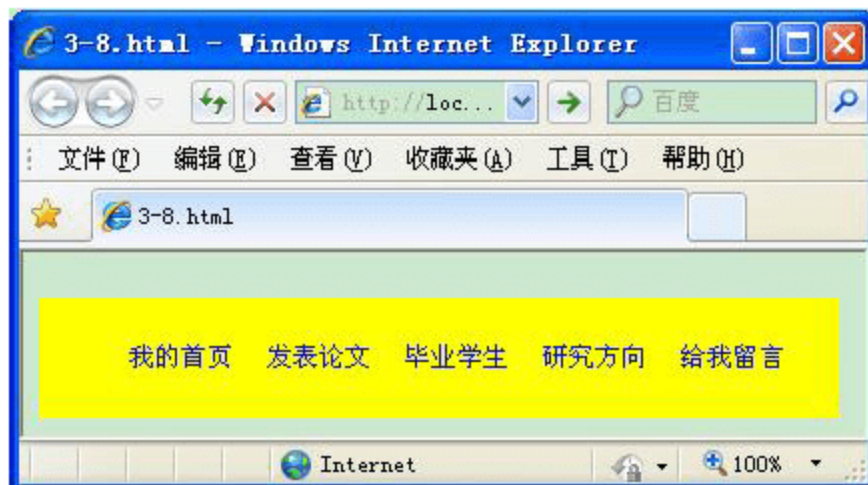 3-8.html - Windows Internet Explorer
http://loc... 百度
文件(F) 编辑(E) 查看(V) 收藏夹(A) 工具(T) 帮助(H)
3-8.html
我的首页 发表论文 毕业学生 研究方向 给我留言
Internet 100%